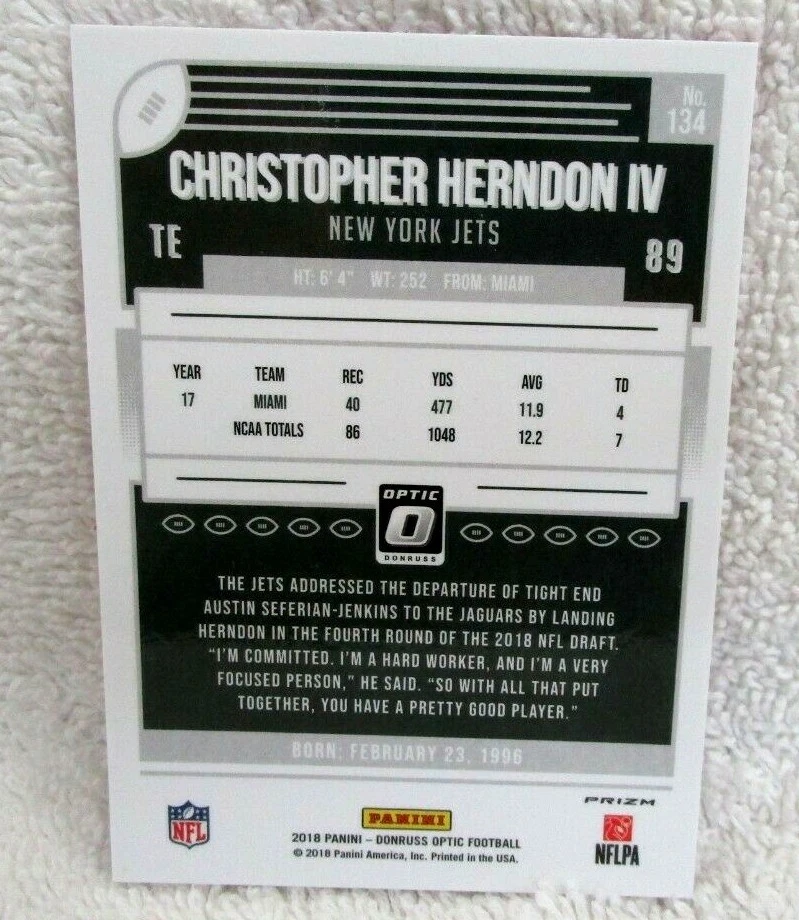 No.
134
CHRISTOPHER HERNDON IV
NEW YORK JETS
TE
89
HT: 6' 4" WT: 252 FROM: MIAMI
YEAR TEAM REC YDS AVG TD
17 MIAMI 40 477 11.9 4
NCAA TOTALS 86 1048 12.2 7
OPTIC
O
DONRUSS
THE JETS ADDRESSED THE DEPARTURE OF TIGHT END
AUSTIN SEFERIAN-JENKINS TO THE JAGUARS BY LANDING
HERNDON IN THE FOURTH ROUND OF THE 2018 NFL DRAFT.
"I'M COMMITTED. I'M A HARD WORKER, AND I'M A VERY
FOCUSED PERSON," HE SAID. "SO WITH ALL THAT PUT
TOGETHER, YOU HAVE A PRETTY GOOD PLAYER."
BORN: FEBRUARY 23, 1996
PRIZM
NFL
PANINI
2018 PANINI – DONRUSS OPTIC FOOTBALL
© 2018 Panini America, Inc. Printed in the USA.
NFLPA